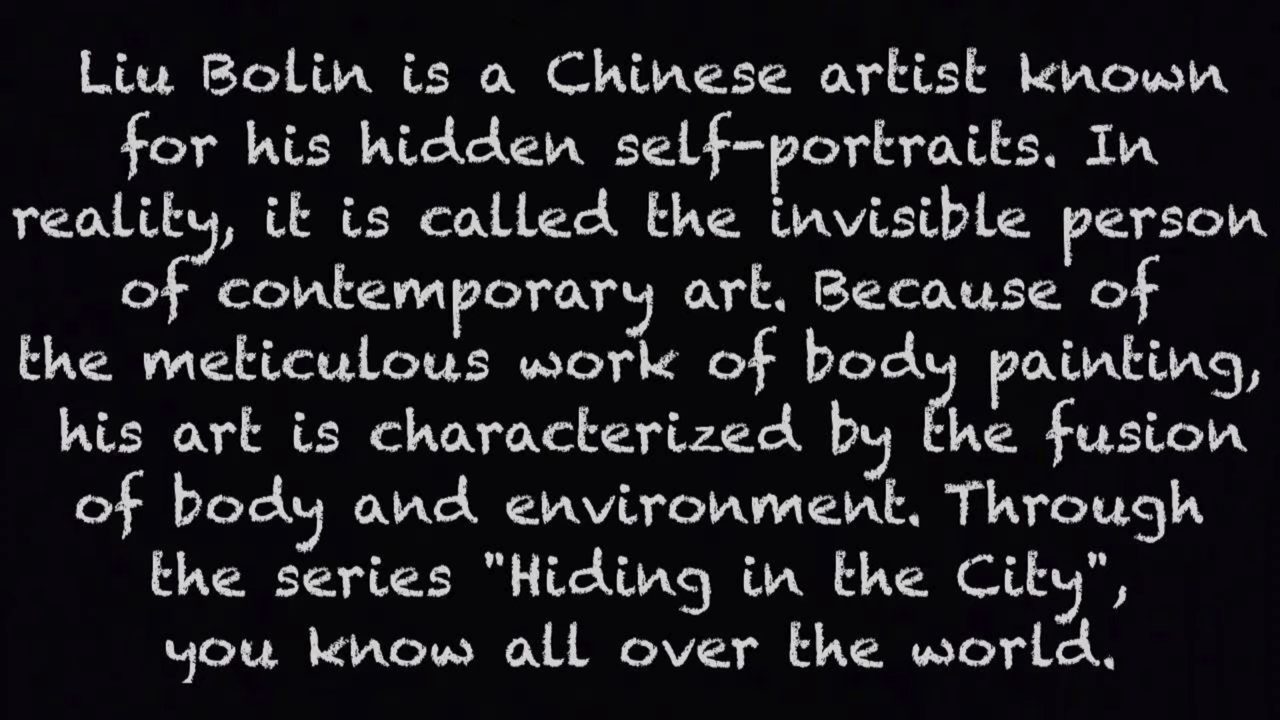 Liu Bolin is a Chinese artist known
for his hidden self-portraits. In
reality, it is called the invisible person
of contemporary art. Because of
the meticulous work of body painting,
his art is characterized by the fusion
of body and environment. Through
the series "Hiding in the City",
you know all over the world.